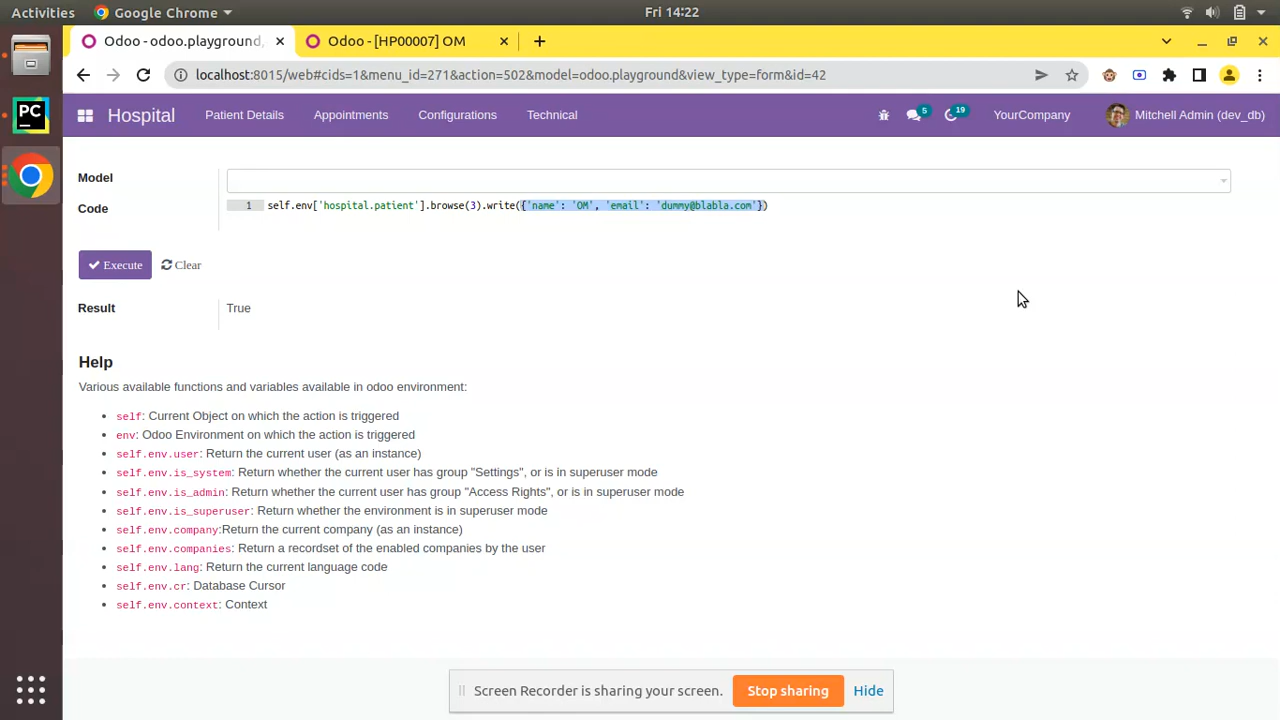 Activities Google Chrome Fri 14:22
Odoo - odoo.playground, Odoo - [HP00007] OM
localhost:8015/web#cids=1&menu_id=271&action=502&model=odoo.playground&view_type=form&id=42
Hospital Patient Details Appointments Configurations Technical 5 19 YourCompany Mitchell Admin (dev_db)
Model
Code 1 self.env['hospital.patient'].browse(3).write({'name': 'OM', 'email': 'dummy@blabla.com'})
Execute Clear
Result True
Help
Various available functions and variables available in odoo environment:
self: Current Object on which the action is triggered
env: Odoo Environment on which the action is triggered
self.env.user: Return the current user (as an instance)
self.env.is_system: Return whether the current user has group "Settings", or is in superuser mode
self.env.is_admin: Return whether the current user has group "Access Rights", or is in superuser mode
self.env.is_superuser: Return whether the environment is in superuser mode
self.env.company:Return the current company (as an instance)
self.env.companies: Return a recordset of the enabled companies by the user
self.env.lang: Return the current language code
self.env.cr: Database Cursor
self.env.context: Context
Screen Recorder is sharing your screen. Stop sharing Hide
PC